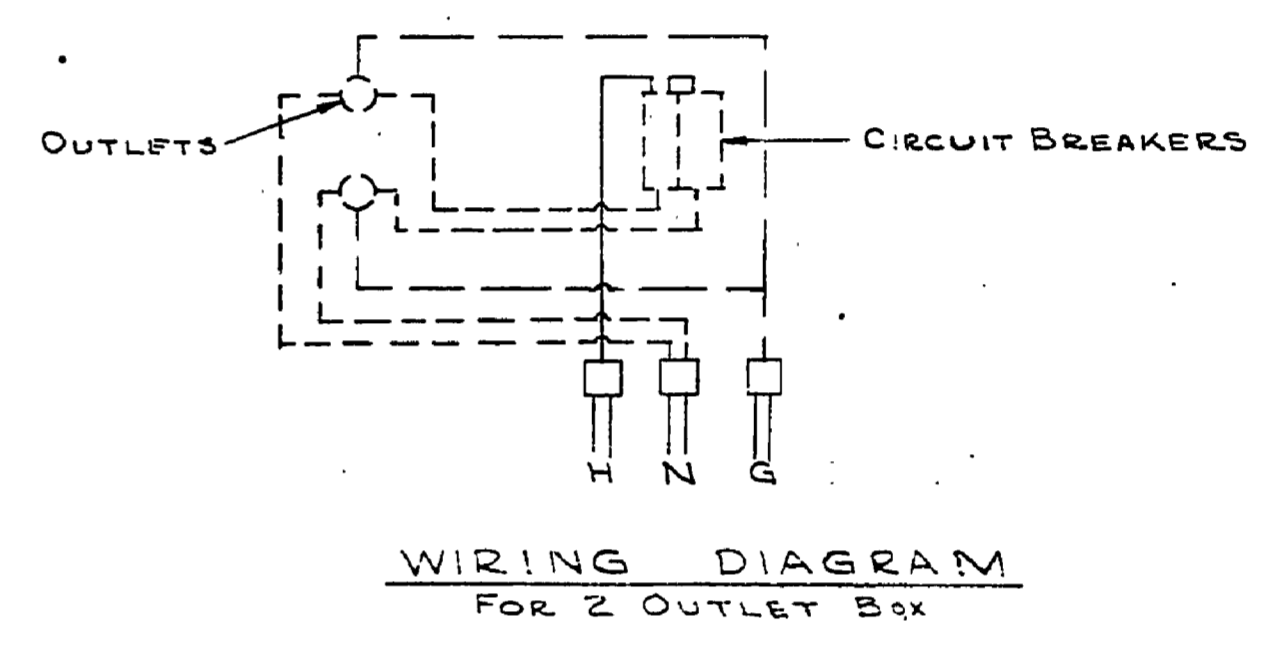 OUTLETS
CIRCUIT BREAKERS
H N G
WIRING DIAGRAM
FOR 2 OUTLET BOX